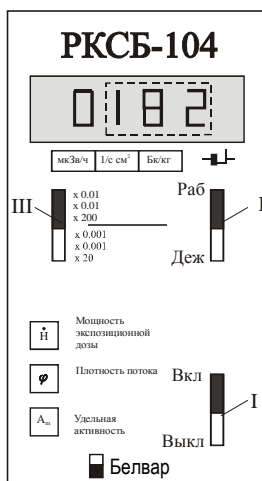 РКСБ-104
0182
мкЗв/ч 1/с см² Бк/кг
III
x 0.01
x 0.01
x 200
x 0.001
x 0.001
x 20
Раб
Деж
Ḣ
Мощность
экспозиционной
дозы
φ
Плотность потока
Aₘ
Удельная
активность
Вкл
I
Выкл
Белвар